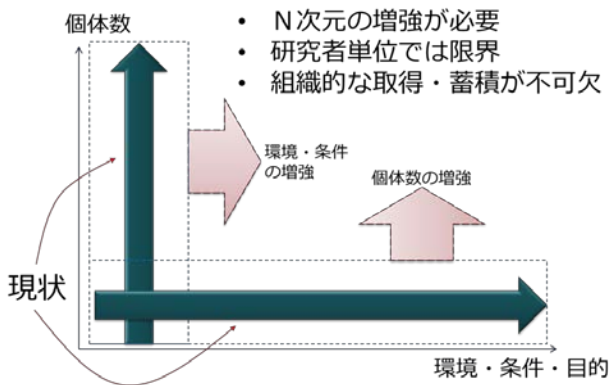 個体数
• N次元の増強が必要
• 研究者単位では限界
• 組織的な取得・蓄積が不可欠
環境・条件
の増強
個体数の増強
現状
環境・条件・目的